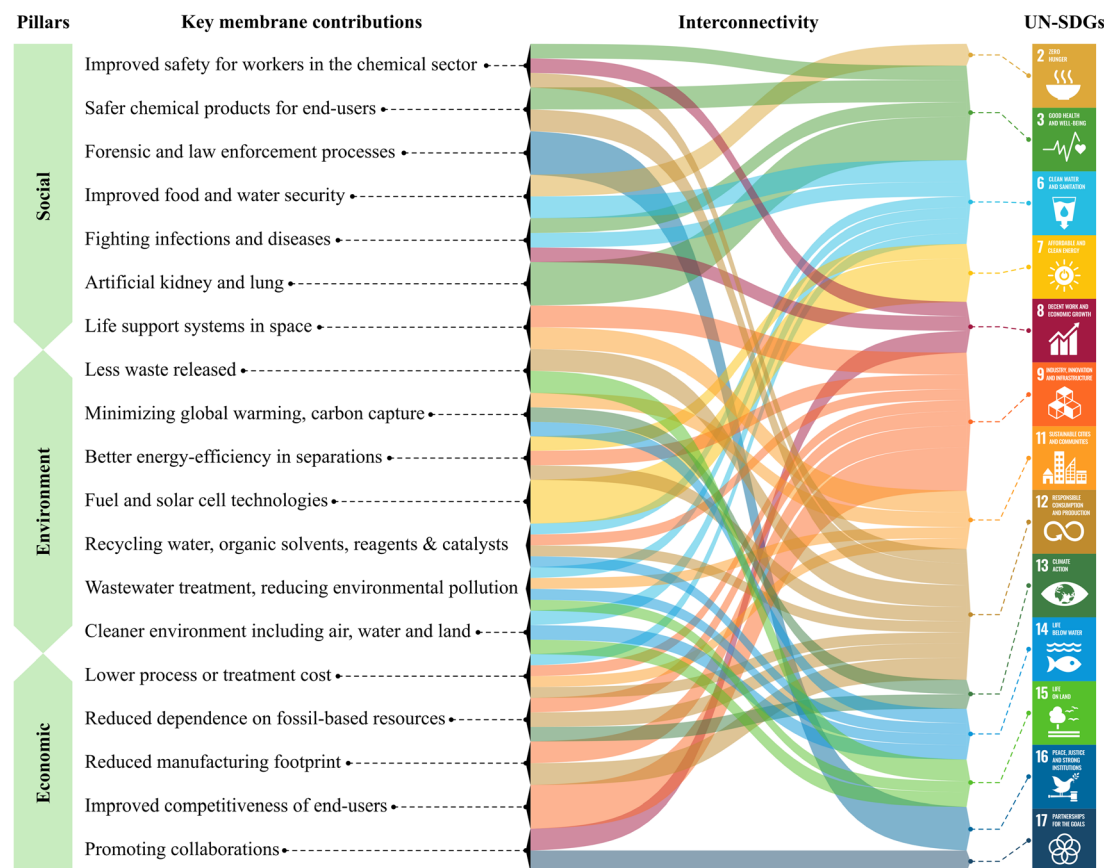 Pillars
Key membrane contributions
Interconnectivity
UN-SDGs
Social
Improved safety for workers in the chemical sector
Safer chemical products for end-users
Forensic and law enforcement processes
Improved food and water security
Fighting infections and diseases
Artificial kidney and lung
Life support systems in space
Environment
Less waste released
Minimizing global warming, carbon capture
Better energy-efficiency in separations
Fuel and solar cell technologies
Recycling water, organic solvents, reagents & catalysts
Wastewater treatment, reducing environmental pollution
Cleaner environment including air, water and land
Economic
Lower process or treatment cost
Reduced dependence on fossil-based resources
Reduced manufacturing footprint
Improved competitiveness of end-users
Promoting collaborations
2 ZERO
HUNGER
3 GOOD HEALTH
AND WELL-BEING
6 CLEAN WATER
AND SANITATION
7 AFFORDABLE AND
CLEAN ENERGY
8 DECENT WORK AND
ECONOMIC GROWTH
9 INDUSTRY, INNOVATION
AND INFRASTRUCTURE
11 SUSTAINABLE CITIES
AND COMMUNITIES
12 RESPONSIBLE
CONSUMPTION
AND PRODUCTION
13 CLIMATE
ACTION
14 LIFE
BELOW WATER
15 LIFE
ON LAND
16 PEACE, JUSTICE
AND STRONG
INSTITUTIONS
17 PARTNERSHIPS
FOR THE GOALS